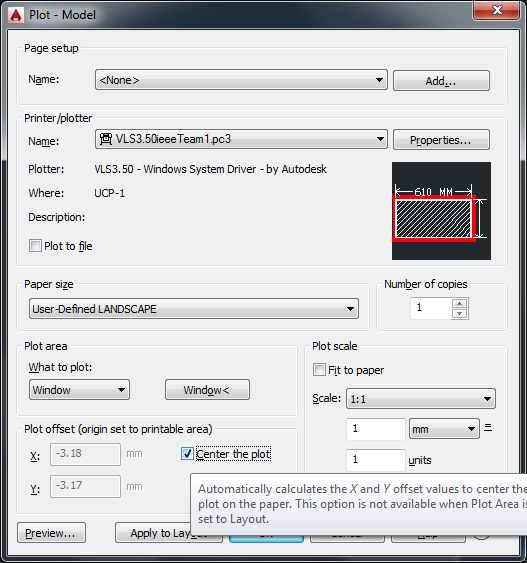 Plot - Model
Page setup
Name: <None> Add...
Printer/plotter
Name: VLS3.50ieeeTeam1.pc3 Properties...
Plotter: VLS3.50 - Windows System Driver - by Autodesk
Where: UCP-1
Description:
Plot to file
610 MM
Paper size
User-Defined LANDSCAPE
Number of copies
1
Plot area
What to plot:
Window Window<
Plot scale
Fit to paper
Scale: 1:1
1 mm =
1 units
Plot offset (origin set to printable area)
X: -3.18 mm Center the plot
Y: -3.17 mm
Automatically calculates the X and Y offset values to center the
plot on the paper. This option is not available when Plot Area is
set to Layout.
Preview... Apply to Layout